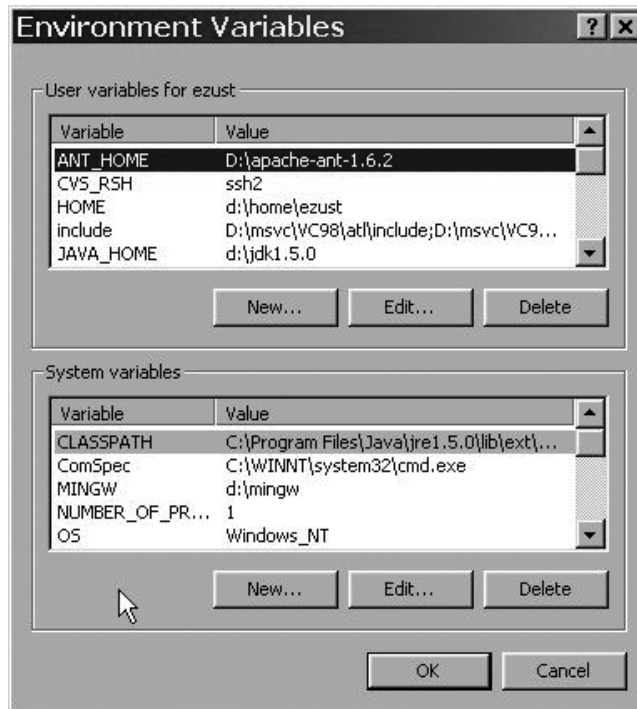 Environment Variables
User variables for ezust
Variable Value
ANT_HOME D:\apache-ant-1.6.2
CVS_RSH ssh2
HOME d:\home\ezust
include D:\msvc\VC98\atl\include;D:\msvc\VC9...
JAVA_HOME d:\jdk1.5.0
New... Edit... Delete
System variables
Variable Value
CLASSPATH C:\Program Files\Java\jre1.5.0\lib\ext\...
ComSpec C:\WINNT\system32\cmd.exe
MINGW d:\mingw
NUMBER_OF_PR... 1
OS Windows_NT
New... Edit... Delete
OK Cancel